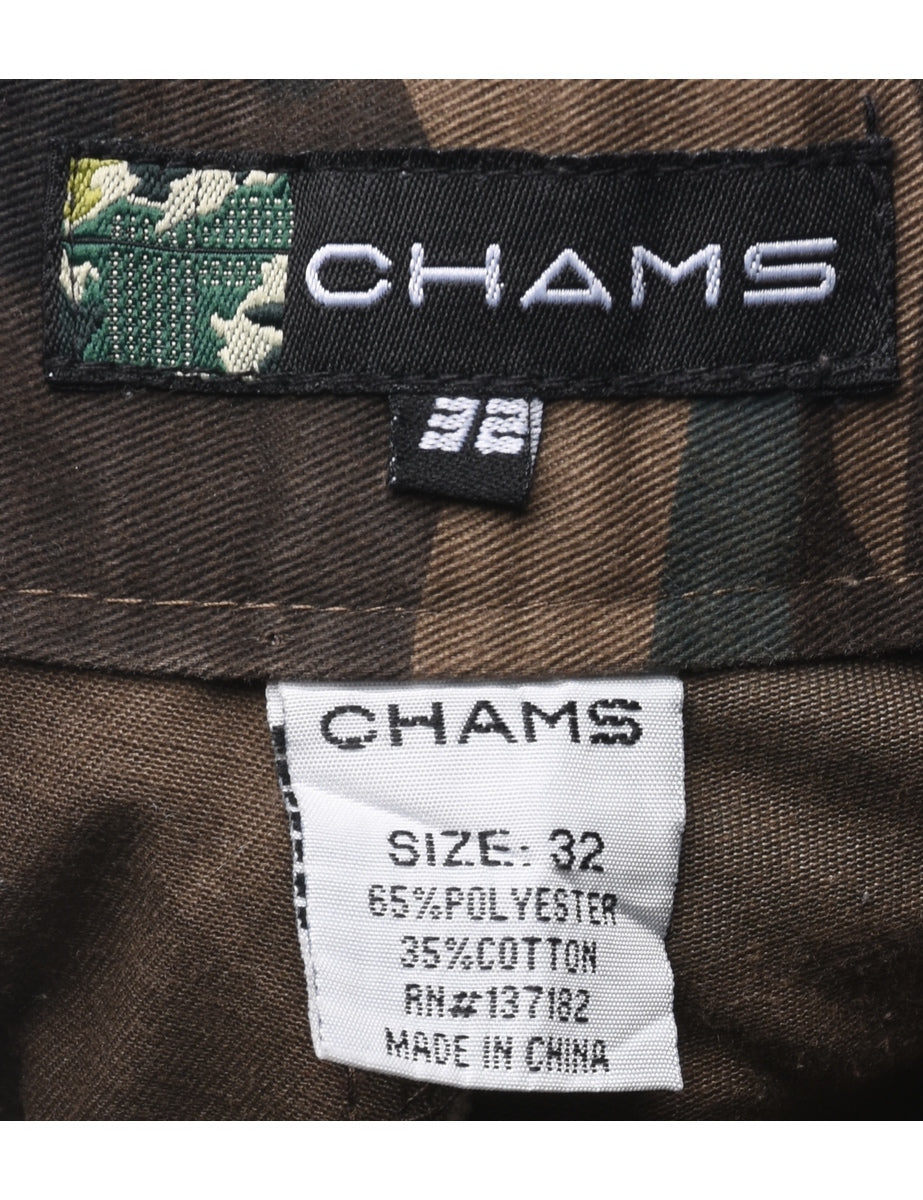 CHAMS
32
CHAMS
SIZE: 32
65%POLYESTER
35%COTTON
RN#137182
MADE IN CHINA